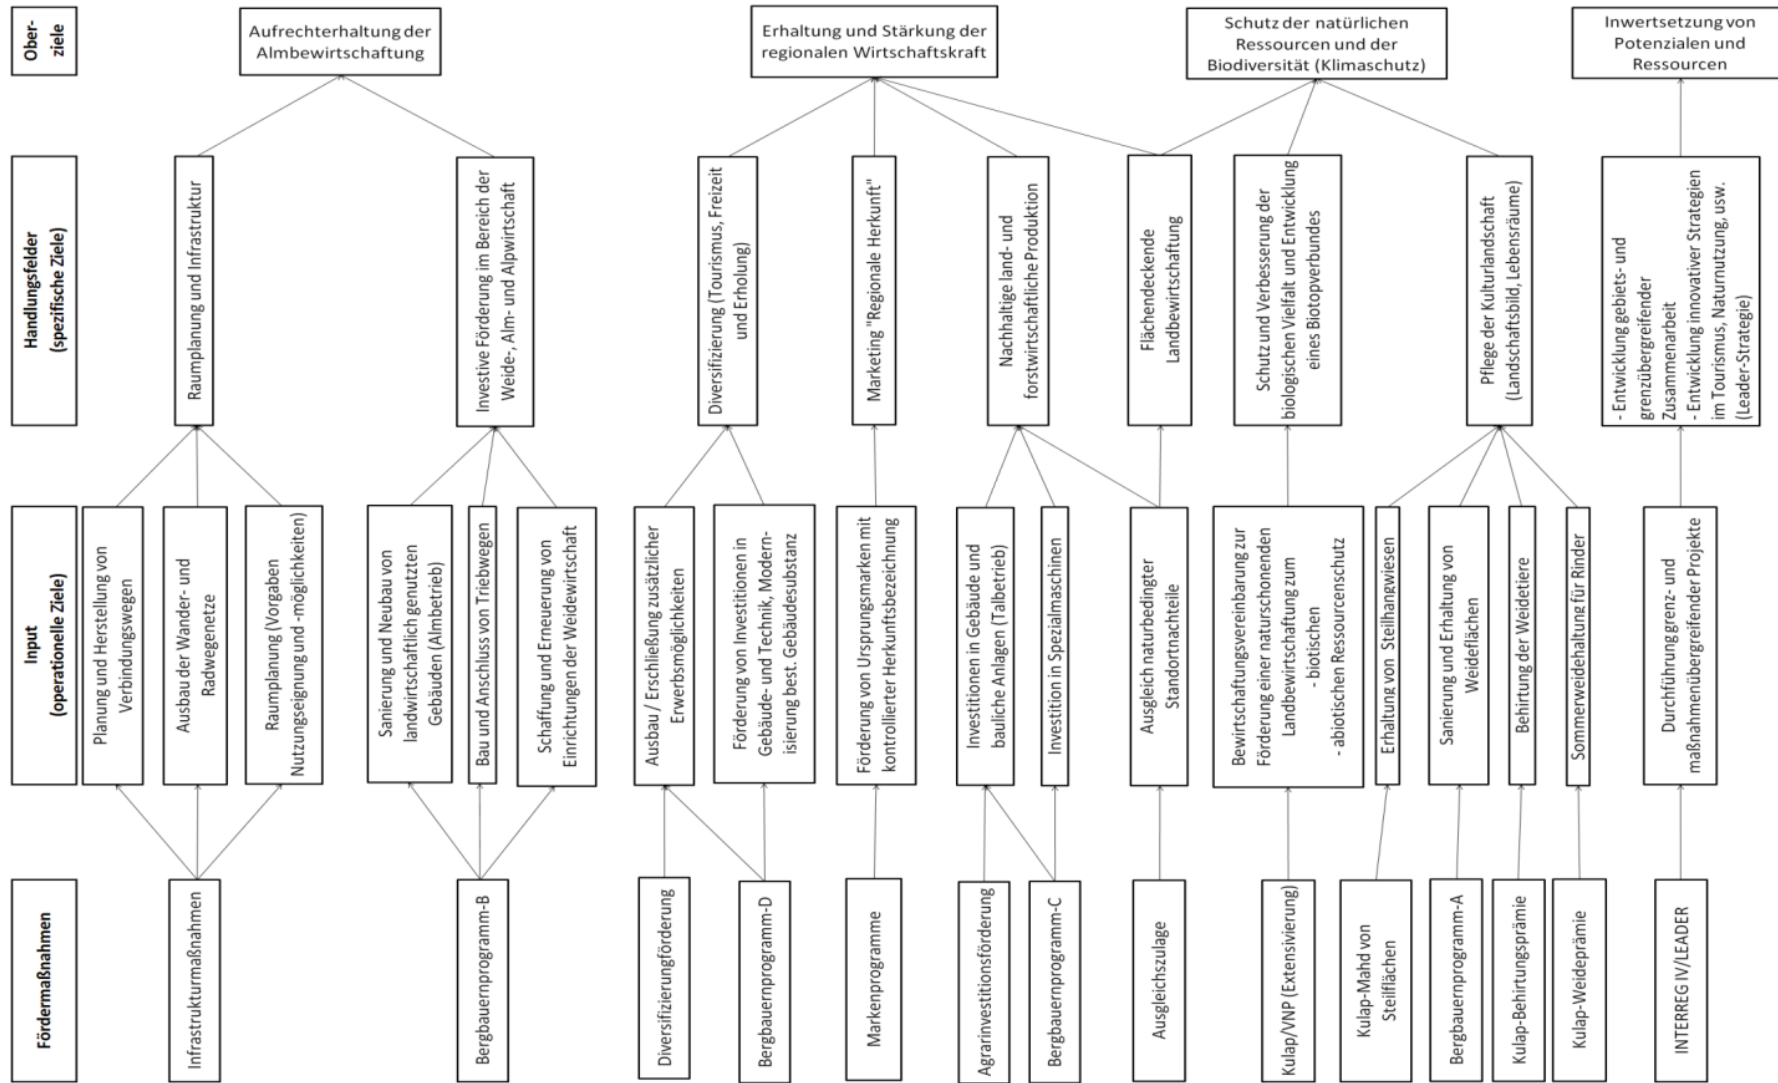 Ober-
ziele
Aufrechterhaltung der
Almbewirtschaftung
Erhaltung und Stärkung der
regionalen Wirtschaftskraft
Schutz der natürlichen
Ressourcen und der
Biodiversität (Klimaschutz)
Inwertsetzung von
Potenzialen und
Ressourcen
Handlungsfelder
(spezifische Ziele)
Raumplanung und Infrastruktur
Investive Förderung im Bereich der
Weide-, Alm- und Alpwirtschaft
Diversifizierung (Tourismus, Freizeit
und Erholung)
Marketing "Regionale Herkunft"
Nachhaltige land- und
forstwirtschaftliche Produktion
Flächendeckende
Landbewirtschaftung
Schutz und Verbesserung der
biologischen Vielfalt und Entwicklung
eines Biotopverbundes
Pflege der Kulturlandschaft
(Landschaftsbild, Lebensräume)
- Entwicklung gebiets- und
grenzübergreifender
Zusammenarbeit
- Entwicklung innovativer Strategien
im Tourismus, Naturnutzung, usw.
(Leader-Strategie)
Input
(operationelle Ziele)
Planung und Herstellung von
Verbindungswegen
Ausbau der Wander- und
Radwegenetze
Raumplanung (Vorgaben
Nutzungseignung und -möglichkeiten)
Sanierung und Neubau von
landwirtschaftlich genutzten
Gebäuden (Almbetrieb)
Bau und Anschluss von Triebwegen
Schaffung und Erneuerung von
Einrichtungen der Weidewirtschaft
Ausbau / Erschließung zusätzlicher
Erwerbsmöglichkeiten
Förderung von Investitionen in
Gebäude- und Technik, Modern-
isierung best. Gebäudesubstanz
Förderung von Ursprungsmarken mit
kontrollierter Herkunftsbezeichnung
Investitionen in Gebäude und
bauliche Anlagen (Talbetrieb)
Investition in Spezialmaschinen
Ausgleich naturbedingter
Standortnachteile
Bewirtschaftungsvereinbarung zur
Förderung einer naturschonenden
Landbewirtschaftung zum
- biotischen
- abiotischen Ressourcenschutz
Erhaltung von Steilhangwiesen
Sanierung und Erhaltung von
Weideflächen
Behirtung der Weidetiere
Sommerweidehaltung für Rinder
Durchführung grenz- und
maßnahmenübergreifender Projekte
Fördermaßnahmen
Infrastrukturmaßnahmen
Bergbauernprogramm-B
Diversifizierungförderung
Bergbauernprogramm-D
Markenprogramme
Agrarinvestitionsförderung
Bergbauernprogramm-C
Ausgleichszulage
Kulap/VNP (Extensivierung)
Kulap-Mahd von
Steilflächen
Bergbauernprogramm-A
Kulap-Behirtungsprämie
Kulap-Weideprämie
INTERREG IV/LEADER